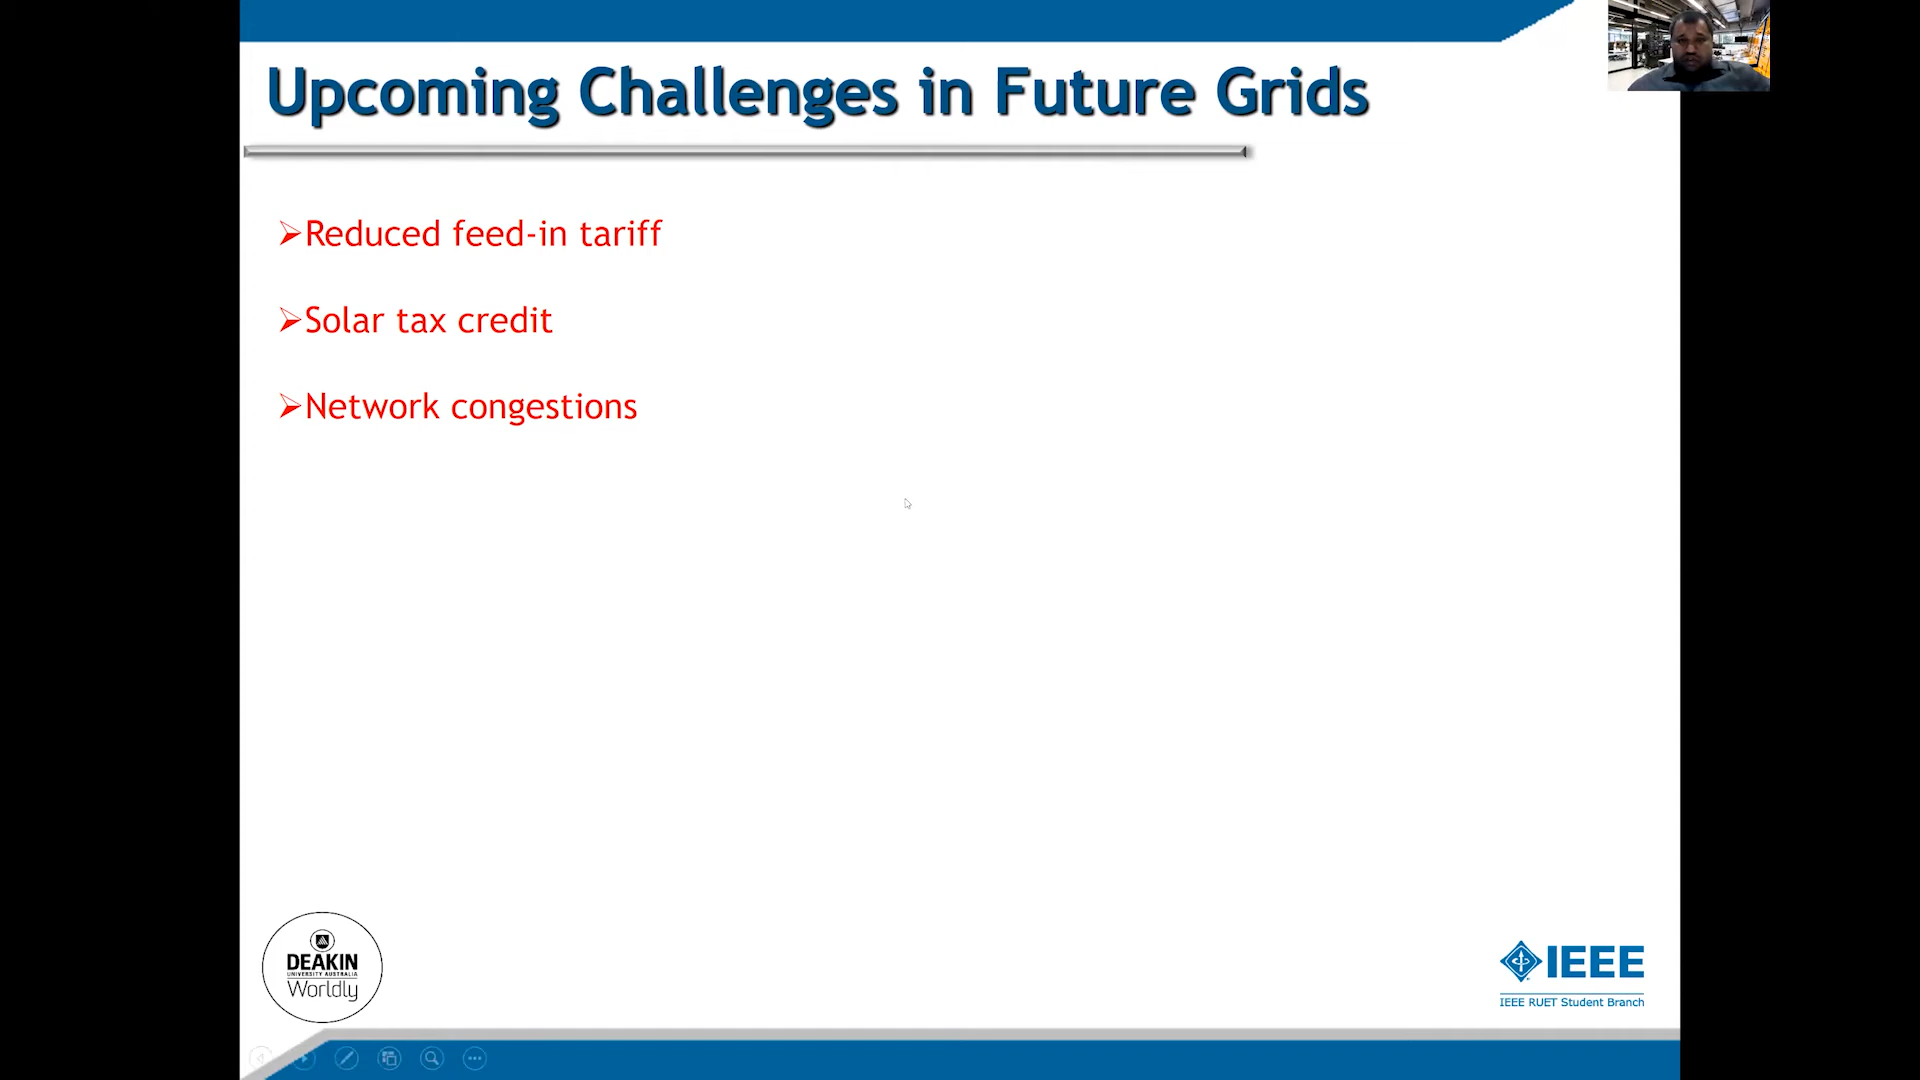 Upcoming Challenges in Future Grids
➢Reduced feed-in tariff
➢Solar tax credit
➢Network congestions
DEAKIN
UNIVERSITY AUSTRALIA
Worldly
IEEE
IEEE RUET Student Branch